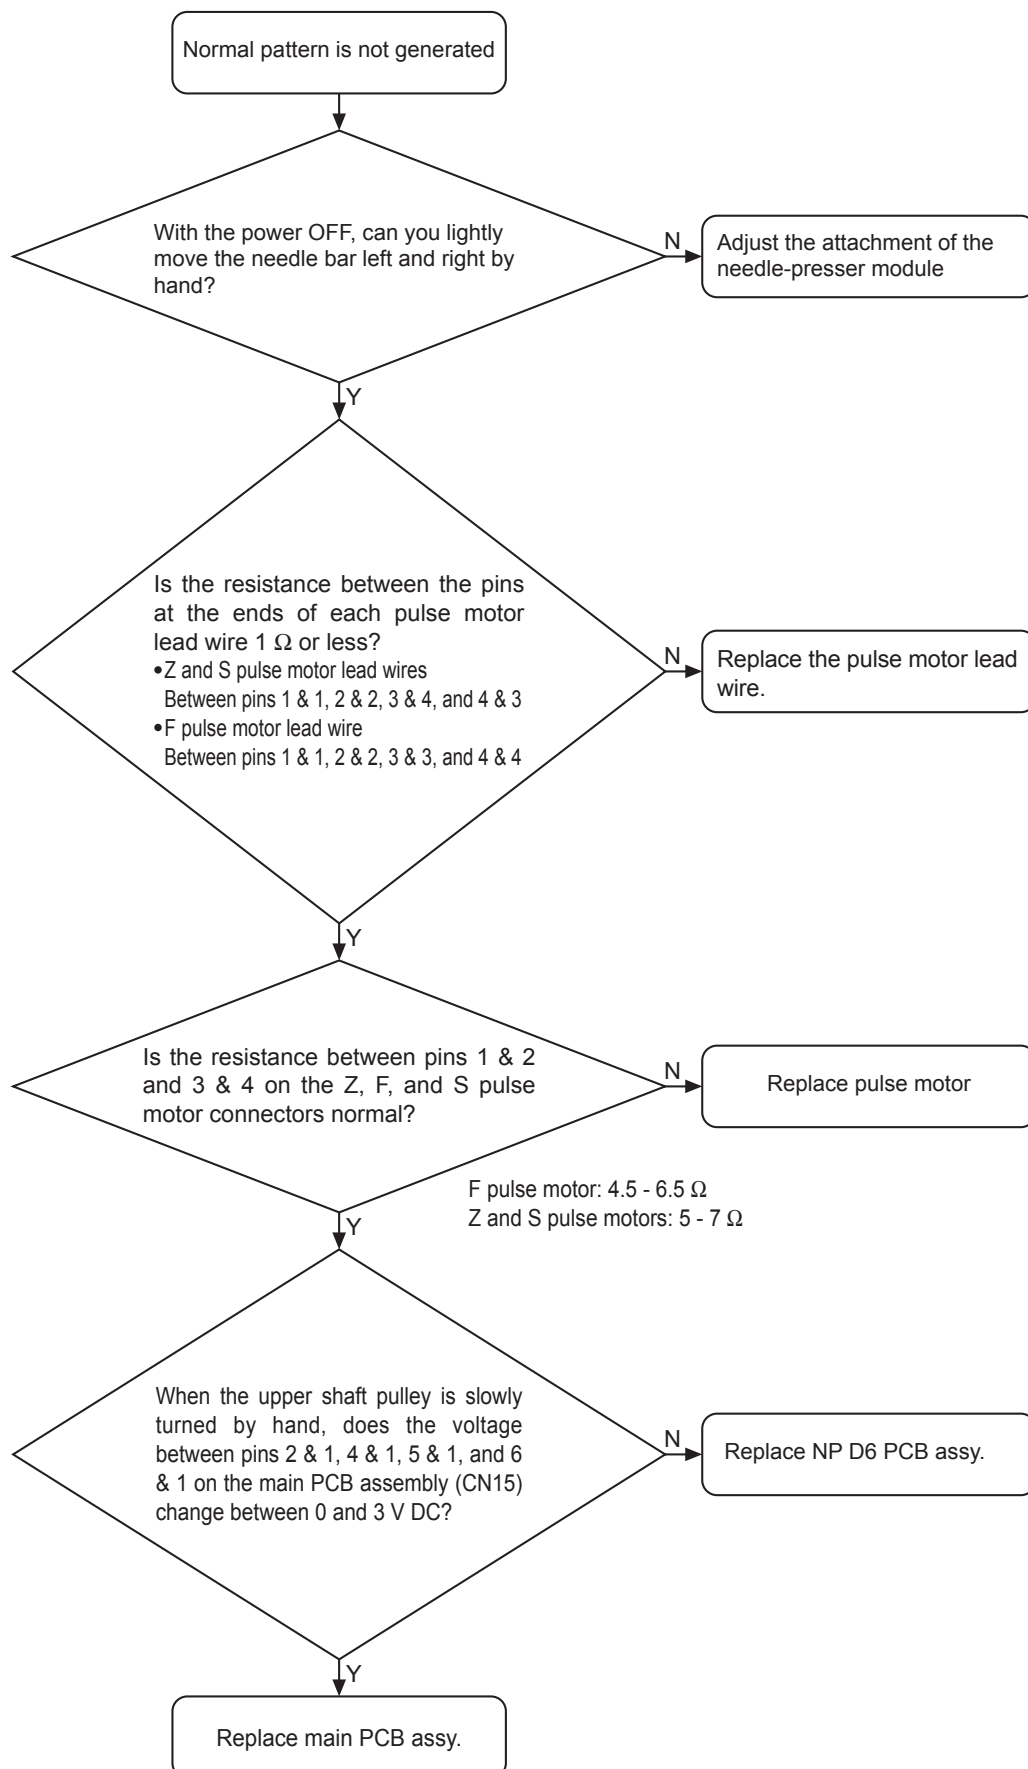 Normal pattern is not generated
With the power OFF, can you lightly
move the needle bar left and right by
hand?
N
Adjust the attachment of the
needle-presser module
Y
Is the resistance between the pins
at the ends of each pulse motor
lead wire 1 Ω or less?
•Z and S pulse motor lead wires
Between pins 1 & 1, 2 & 2, 3 & 4, and 4 & 3
•F pulse motor lead wire
Between pins 1 & 1, 2 & 2, 3 & 3, and 4 & 4
N
Replace the pulse motor lead
wire.
Y
Is the resistance between pins 1 & 2
and 3 & 4 on the Z, F, and S pulse
motor connectors normal?
N
Replace pulse motor
F pulse motor: 4.5 - 6.5 Ω
Z and S pulse motors: 5 - 7 Ω
Y
When the upper shaft pulley is slowly
turned by hand, does the voltage
between pins 2 & 1, 4 & 1, 5 & 1, and 6
& 1 on the main PCB assembly (CN15)
change between 0 and 3 V DC?
N
Replace NP D6 PCB assy.
Y
Replace main PCB assy.